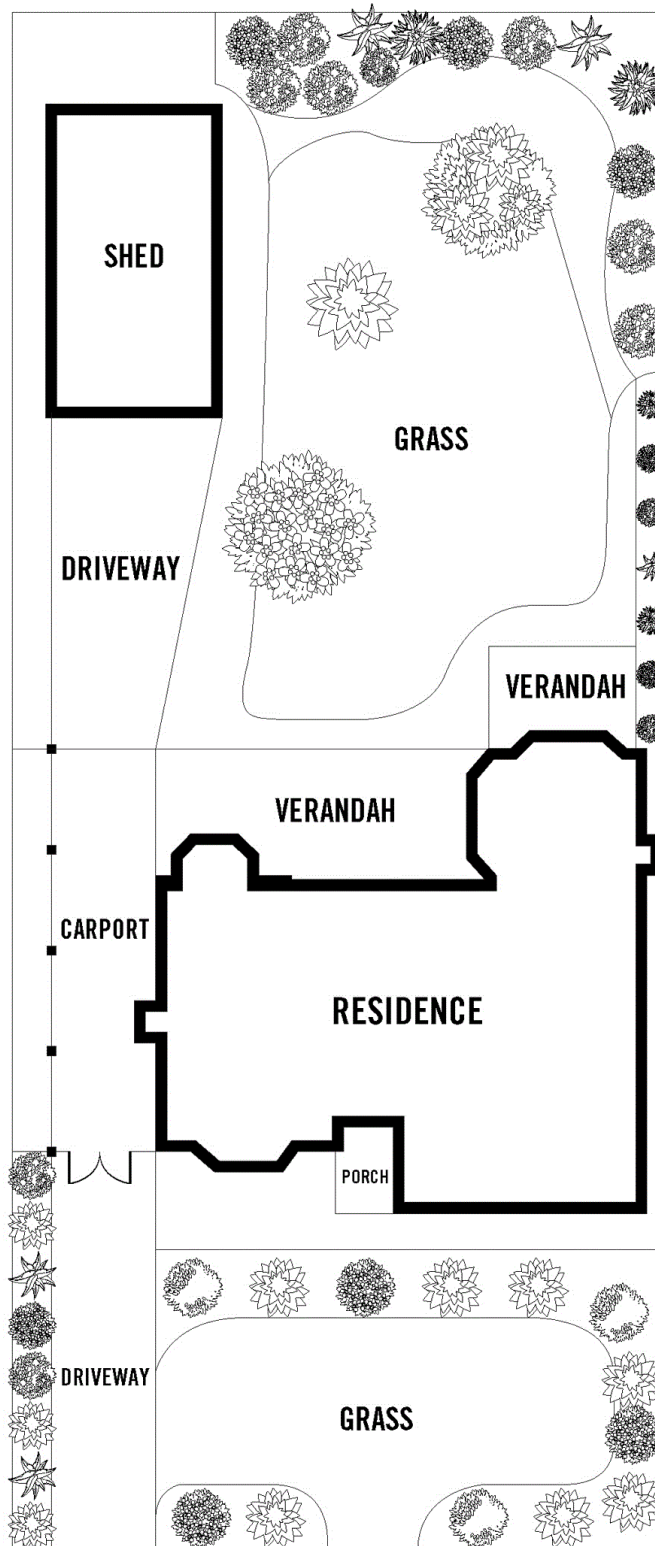 SHED
GRASS
DRIVEWAY
VERANDAH
VERANDAH
CARPORT
RESIDENCE
PORCH
DRIVEWAY
GRASS